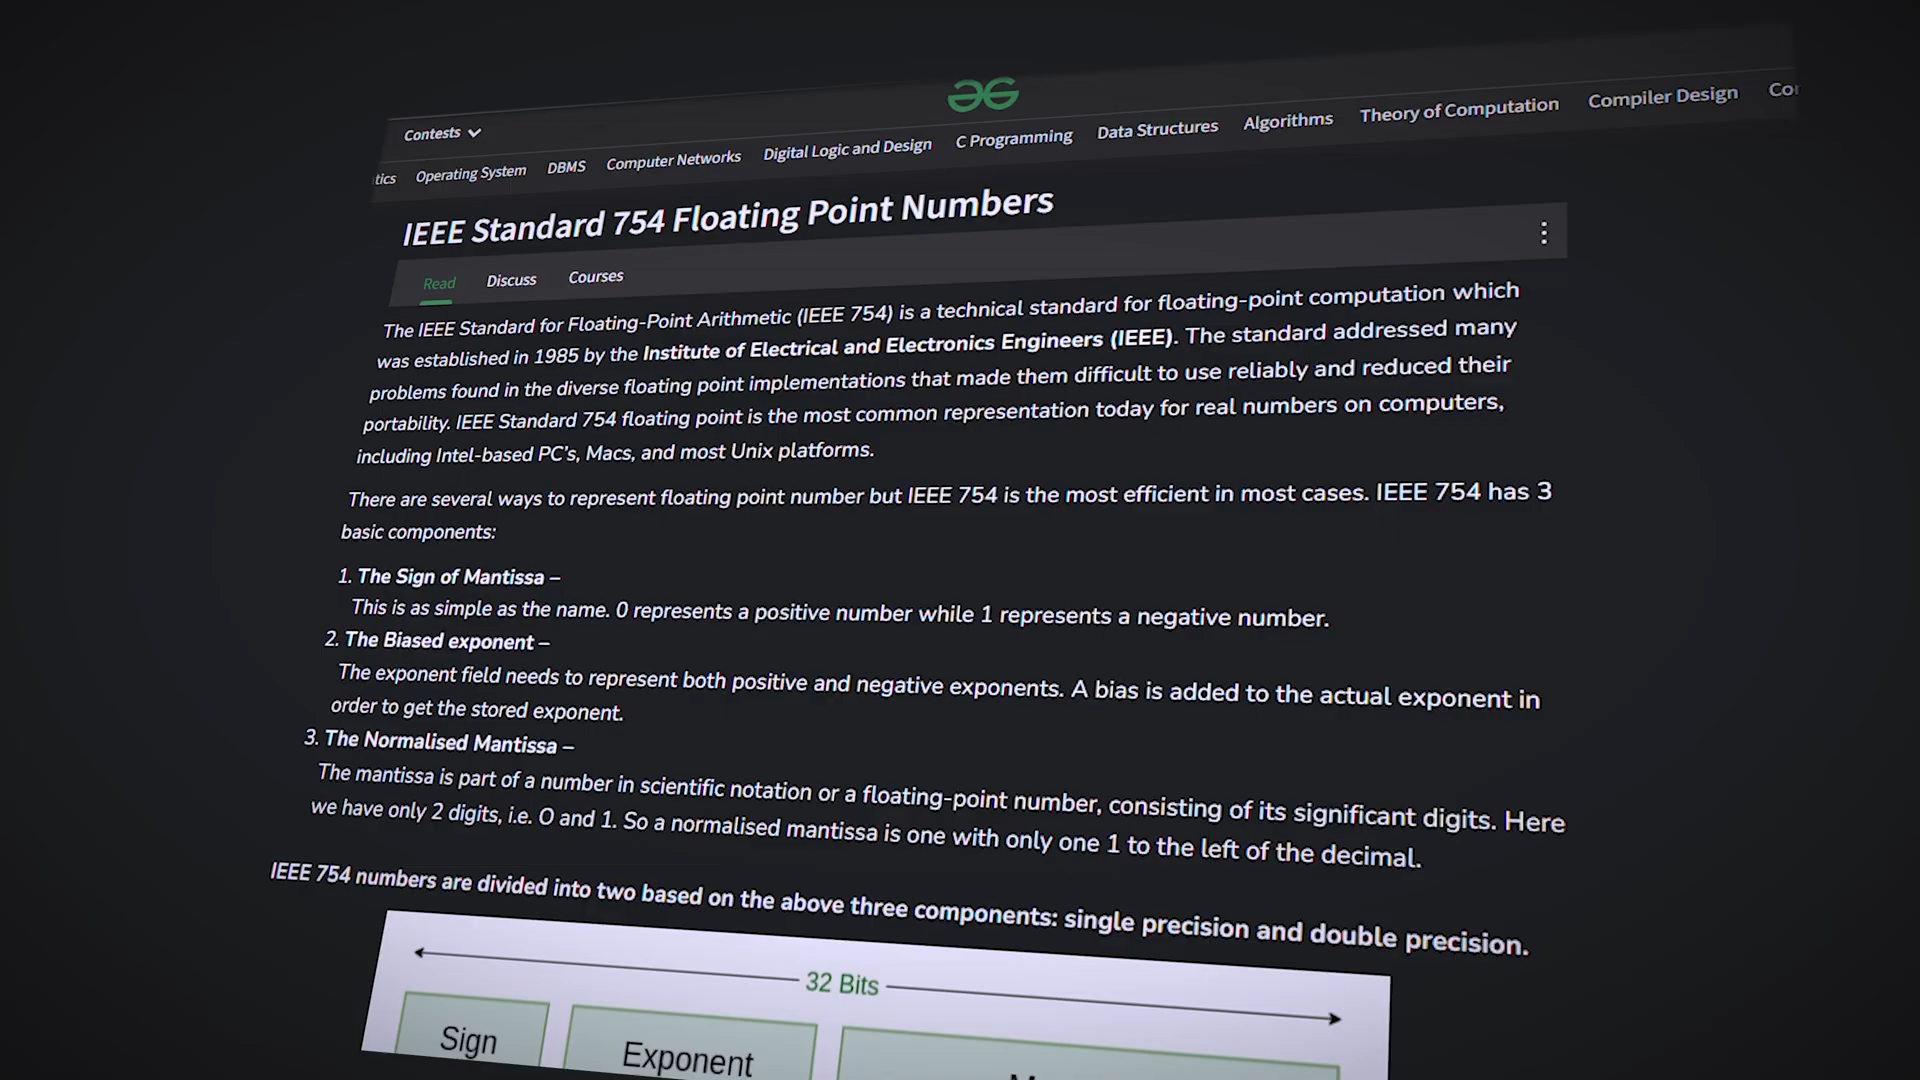 Contests
tics Operating System DBMS Computer Networks Digital Logic and Design C Programming Data Structures Algorithms Theory of Computation Compiler Design Co
IEEE Standard 754 Floating Point Numbers
Read Discuss Courses
The IEEE Standard for Floating-Point Arithmetic (IEEE 754) is a technical standard for floating-point computation which
was established in 1985 by the Institute of Electrical and Electronics Engineers (IEEE). The standard addressed many
problems found in the diverse floating point implementations that made them difficult to use reliably and reduced their
portability. IEEE Standard 754 floating point is the most common representation today for real numbers on computers,
including Intel-based PC’s, Macs, and most Unix platforms.
There are several ways to represent floating point number but IEEE 754 is the most efficient in most cases. IEEE 754 has 3
basic components:
1. The Sign of Mantissa –
This is as simple as the name. 0 represents a positive number while 1 represents a negative number.
2. The Biased exponent –
The exponent field needs to represent both positive and negative exponents. A bias is added to the actual exponent in
order to get the stored exponent.
3. The Normalised Mantissa –
The mantissa is part of a number in scientific notation or a floating-point number, consisting of its significant digits. Here
we have only 2 digits, i.e. O and 1. So a normalised mantissa is one with only one 1 to the left of the decimal.
IEEE 754 numbers are divided into two based on the above three components: single precision and double precision.
32 Bits
Sign Exponent